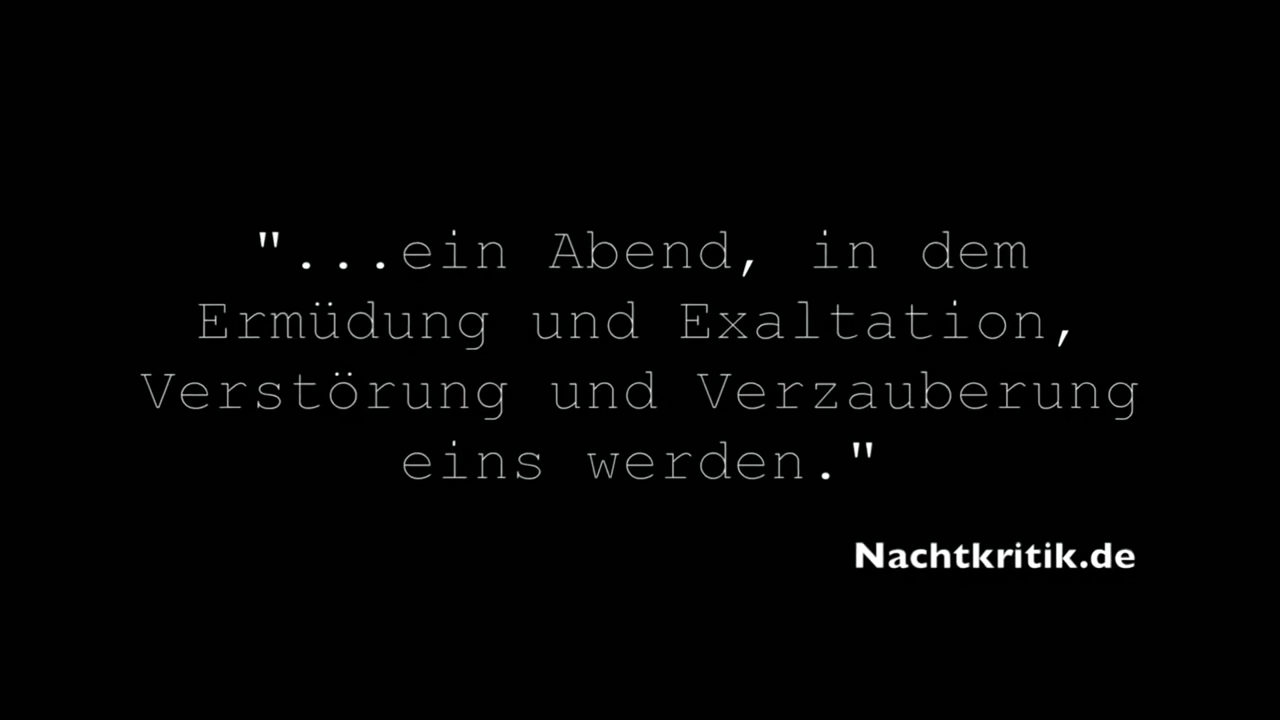 "...ein Abend, in dem
Ermüdung und Exaltation,
Verstörung und Verzauberung
eins werden."
Nachtkritik.de